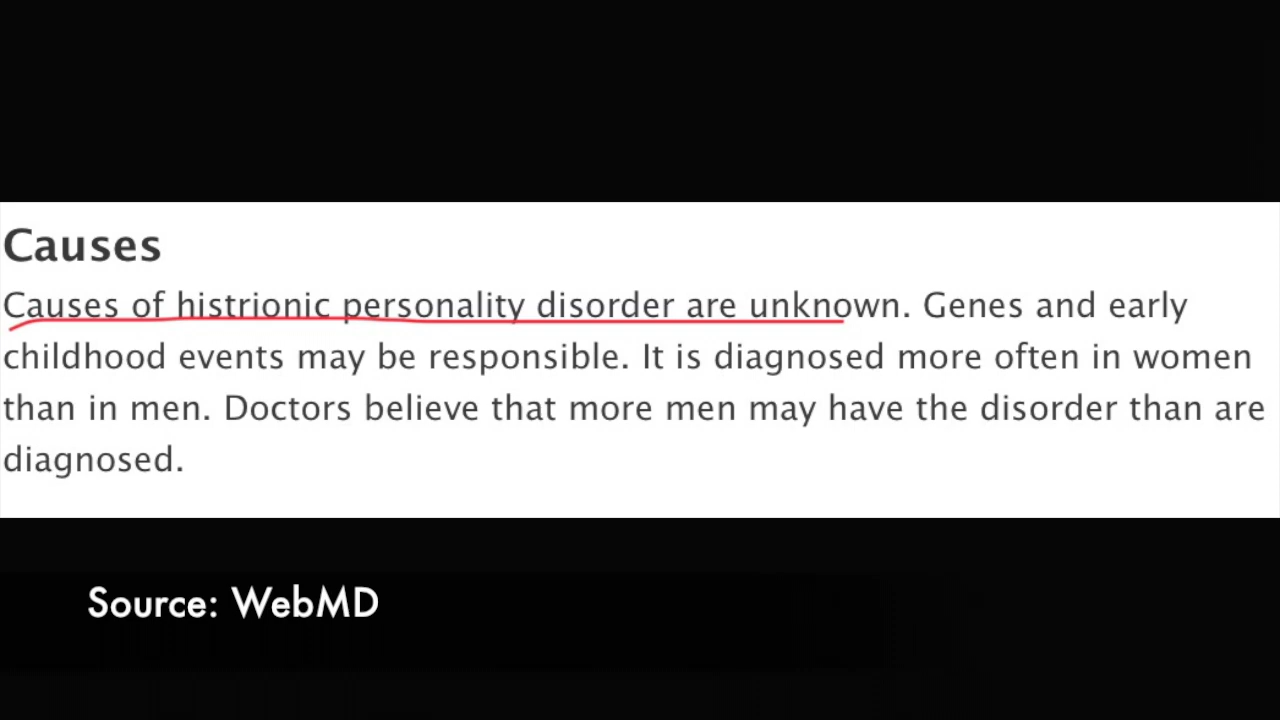 Causes
Causes of histrionic personality disorder are unknown. Genes and early
childhood events may be responsible. It is diagnosed more often in women
than in men. Doctors believe that more men may have the disorder than are
diagnosed.
Source: WebMD